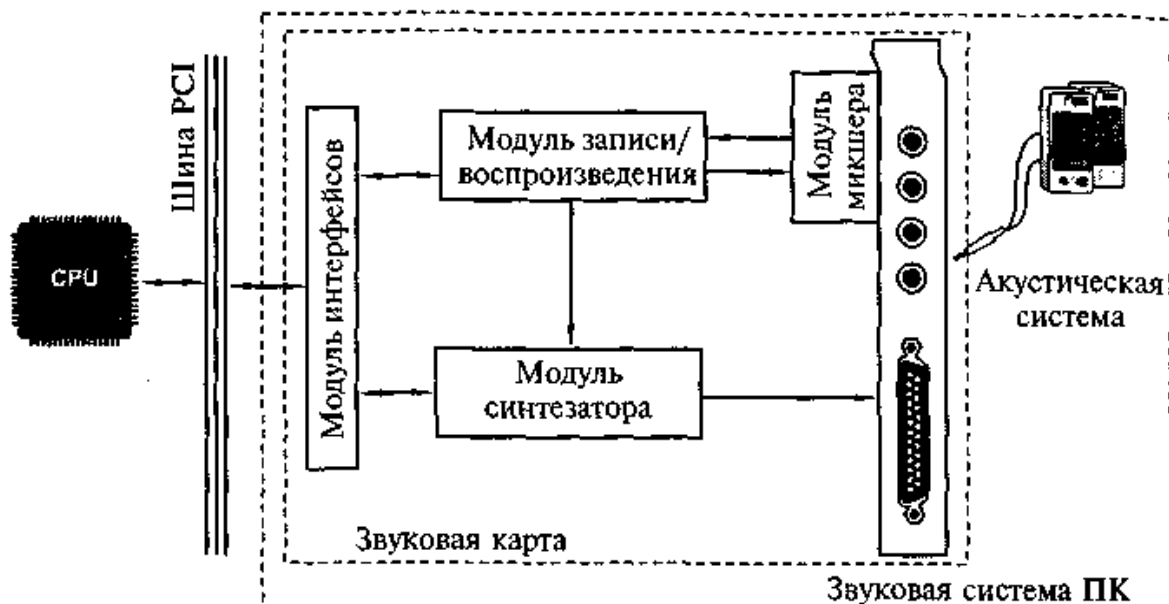 Шина PCI
CPU
Модуль интерфейсов
Модуль записи/
воспроизведения
Модуль
микшера
Модуль
синтезатора
Акустическая
система
Звуковая карта
Звуковая система ПК